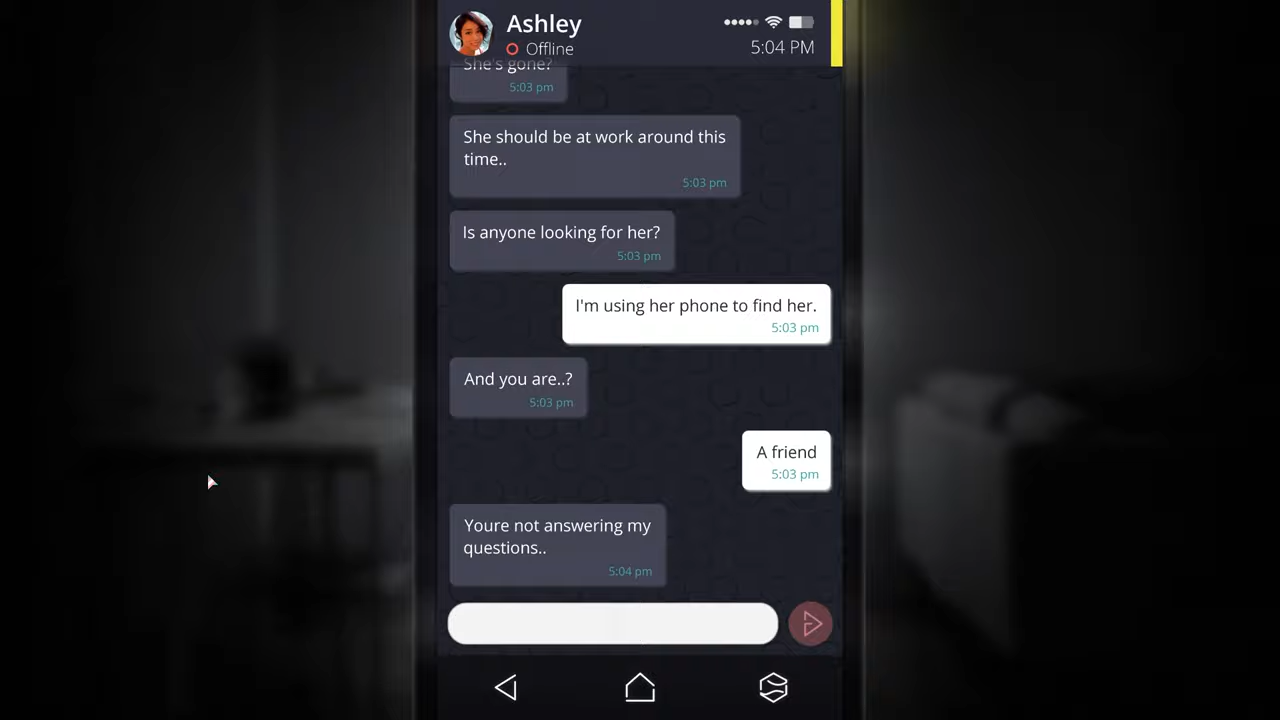 Ashley
Offline
5:04 PM
She's gone?
5:03 pm
She should be at work around this
time..
5:03 pm
Is anyone looking for her?
5:03 pm
I'm using her phone to find her.
5:03 pm
And you are..?
5:03 pm
A friend
5:03 pm
Youre not answering my
questions..
5:04 pm